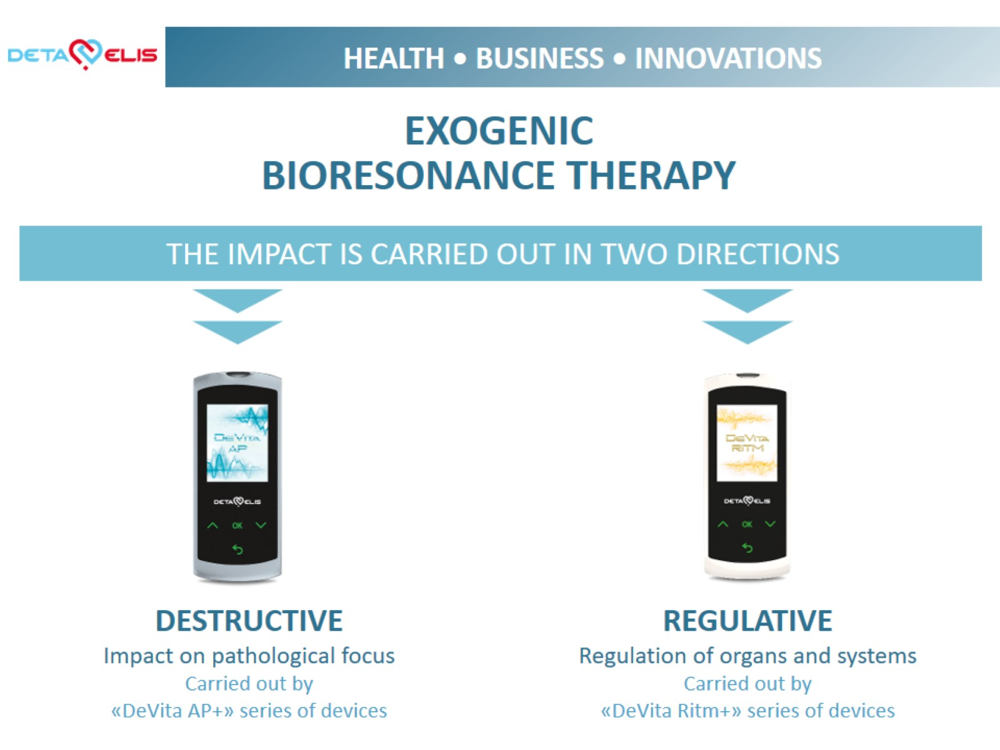 DETA ELIS
HEALTH • BUSINESS • INNOVATIONS
EXOGENIC
BIORESONANCE THERAPY
THE IMPACT IS CARRIED OUT IN TWO DIRECTIONS
DEVITA
AP
DETA ELIS
OK
DEVITA
RITM
DETA ELIS
OK
DESTRUCTIVE
Impact on pathological focus
Carried out by
«DeVita AP+» series of devices
REGULATIVE
Regulation of organs and systems
Carried out by
«DeVita Ritm+» series of devices